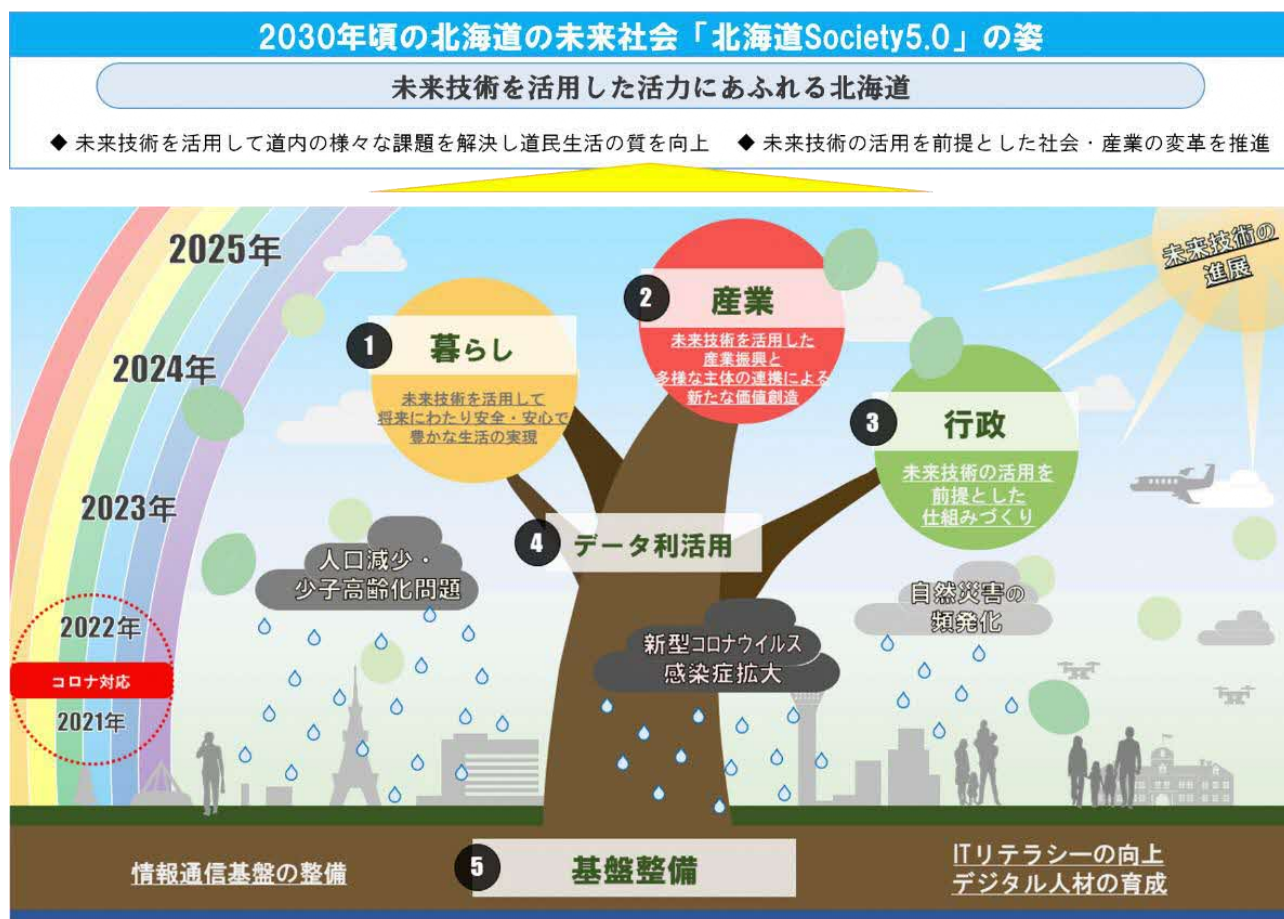 2030年頃の北海道の未来社会「北海道Society5.0」の姿
未来技術を活用した活力にあふれる北海道
◆ 未来技術を活用して道内の様々な課題を解決し道民生活の質を向上　◆ 未来技術の活用を前提とした社会・産業の変革を推進
2025年
2024年
2023年
2022年
コロナ対応
2021年
未来技術の
進展
1 暮らし
未来技術を活用して
将来にわたり安全・安心で
豊かな生活の実現
2 産業
未来技術を活用した
産業振興と
多様な主体の連携による
新たな価値創造
3 行政
未来技術の活用を
前提とした
仕組みづくり
4 データ利活用
人口減少・
少子高齢化問題
新型コロナウイルス
感染症拡大
自然災害の
頻発化
情報通信基盤の整備
5 基盤整備
ITリテラシーの向上
デジタル人材の育成